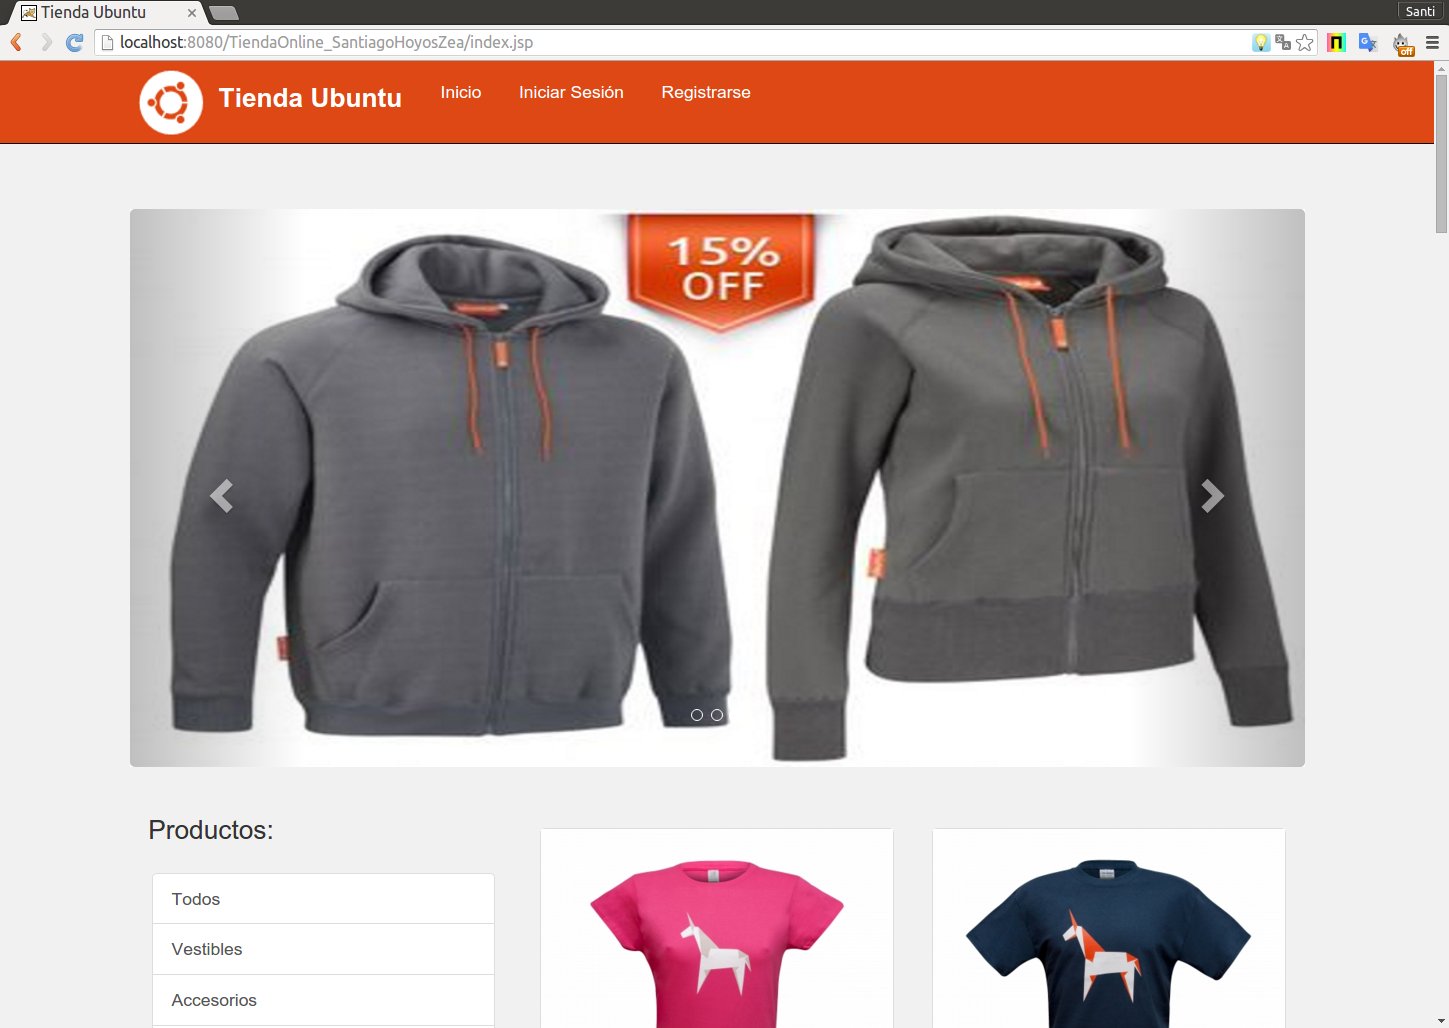 Tienda Ubuntu
Santi
localhost:8080/TiendaOnline_SantiagoHoyosZea/index.jsp
off
Tienda Ubuntu
Inicio
Iniciar Sesión
Registrarse
15%
OFF
Productos:
Todos
Vestibles
Accesorios